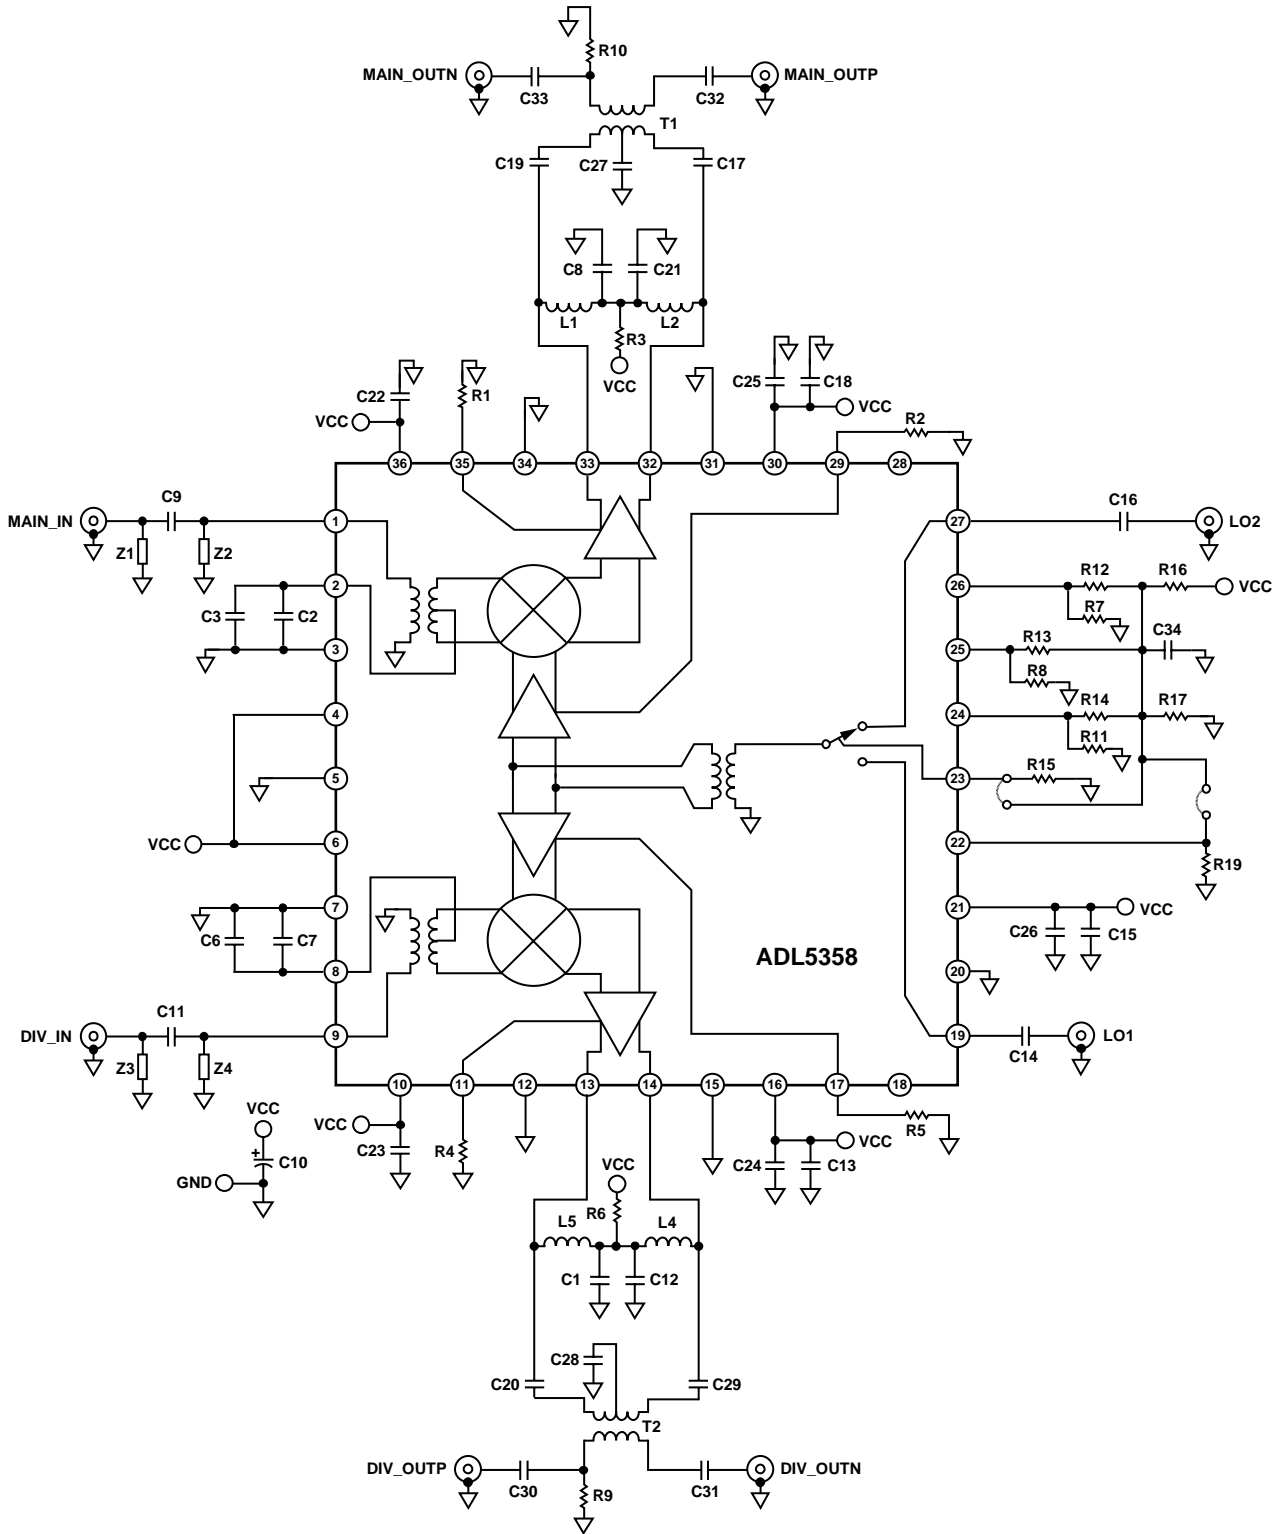 R10
MAIN_OUTN
MAIN_OUTP
C33
C32
T1
C19
C27
C17
C8
C21
L1
L2
R3
VCC
C22
R1
C25
C18
VCC
VCC
R2
36
35
34
33
32
31
30
29
28
MAIN_IN
C9
Z1
Z2
1
27
C16
LO2
C3
C2
2
26
R12
R16
VCC
R7
3
25
R13
C34
R8
4
24
R14
R17
R11
5
23
R15
VCC
6
22
R19
7
21
VCC
C6
C7
C26
C15
ADL5358
8
20
DIV_IN
C11
Z3
Z4
9
19
C14
LO1
10
11
12
13
14
15
16
17
18
VCC
VCC
C23
R4
VCC
R5
C10
+
GND
C24
C13
VCC
R6
L5
L4
C1
C12
C28
C20
C29
T2
DIV_OUTP
DIV_OUTN
C30
C31
R9